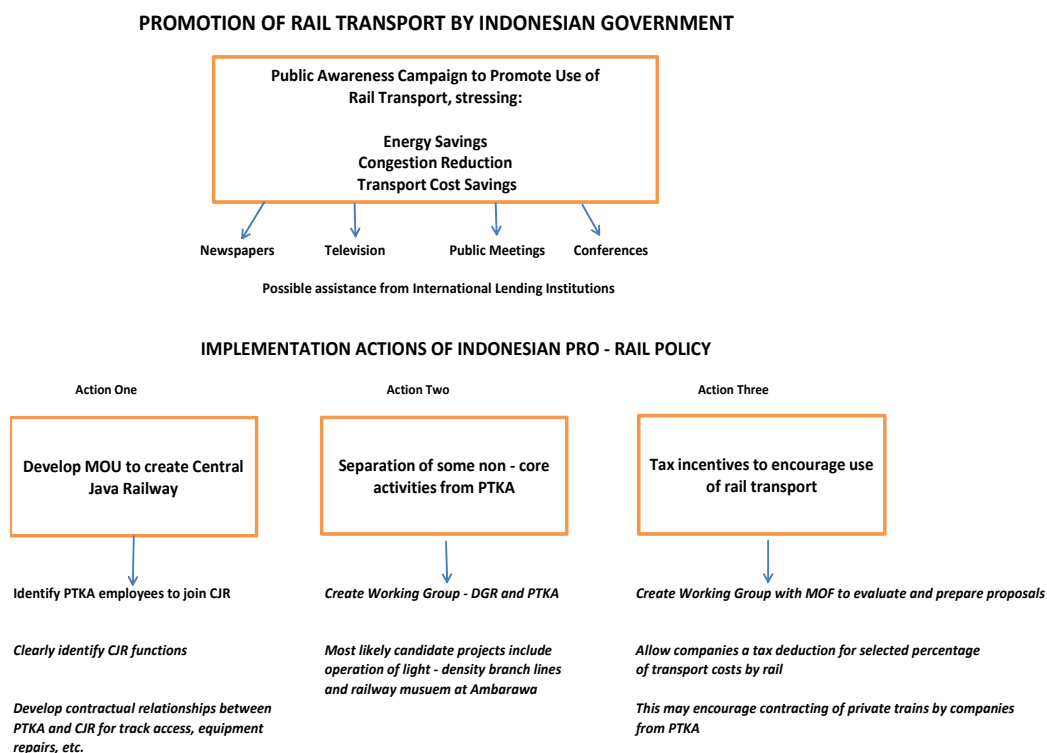 PROMOTION OF RAIL TRANSPORT BY INDONESIAN GOVERNMENT
Public Awareness Campaign to Promote Use of
Rail Transport, stressing:
Energy Savings
Congestion Reduction
Transport Cost Savings
Newspapers
Television
Public Meetings
Conferences
Possible assistance from International Lending Institutions
IMPLEMENTATION ACTIONS OF INDONESIAN PRO - RAIL POLICY
Action One
Develop MOU to create Central
Java Railway
Identify PTKA employees to join CJR
Clearly identify CJR functions
Develop contractual relationships between
PTKA and CJR for track access, equipment
repairs, etc.
Action Two
Separation of some non - core
activities from PTKA
Create Working Group - DGR and PTKA
Most likely candidate projects include
operation of light - density branch lines
and railway musuem at Ambarawa
Action Three
Tax incentives to encourage use
of rail transport
Create Working Group with MOF to evaluate and prepare proposals
Allow companies a tax deduction for selected percentage
of transport costs by rail
This may encourage contracting of private trains by companies
from PTKA